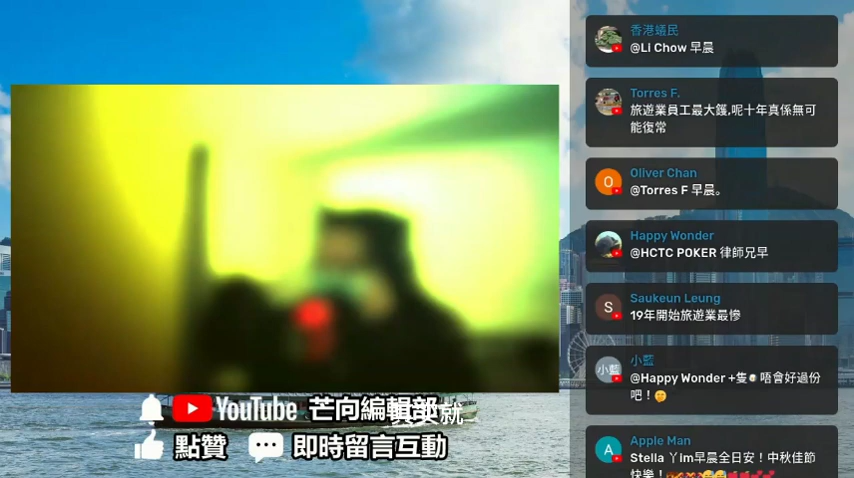 香港蟻民
@Li Chow 早晨
Torres F.
旅遊業員工最大鑊,呢十年真係無可
能復常
Oliver Chan
@Torres F 早晨。
Happy Wonder
@HCTC POKER 律師兄早
Saukeun Leung
19年開始旅遊業最慘
小藍
@Happy Wonder +隻🥚唔會好過份
吧！🤭
Apple Man
Stella 丫im早晨全日安！中秋佳節
快樂！
YouTube 芒向編輯部
就
點贊 即時留言互動